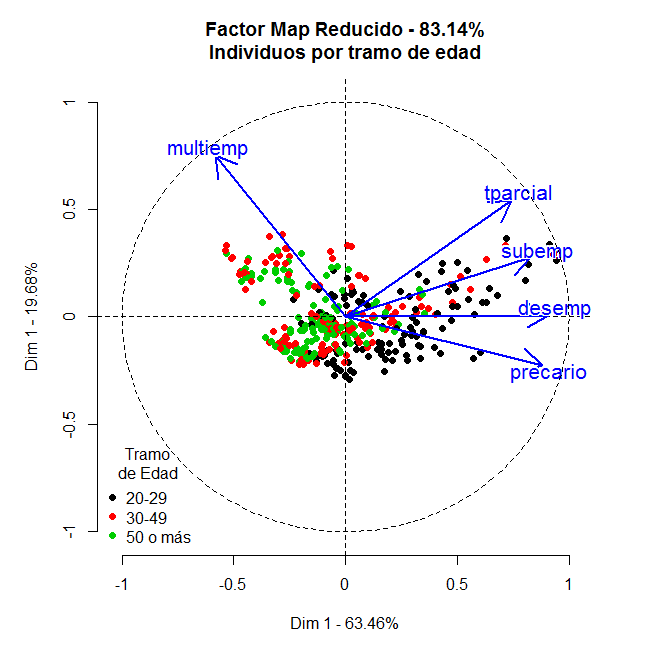 Factor Map Reducido - 83.14%
Individuos por tramo de edad
multiemp
tparcial
subemp
desemp
precario
1
0.5
0
-0.5
-1
Dim 1 - 19.68%
Tramo
de Edad
20-29
30-49
50 o más
-1
-0.5
0
0.5
1
Dim 1 - 63.46%